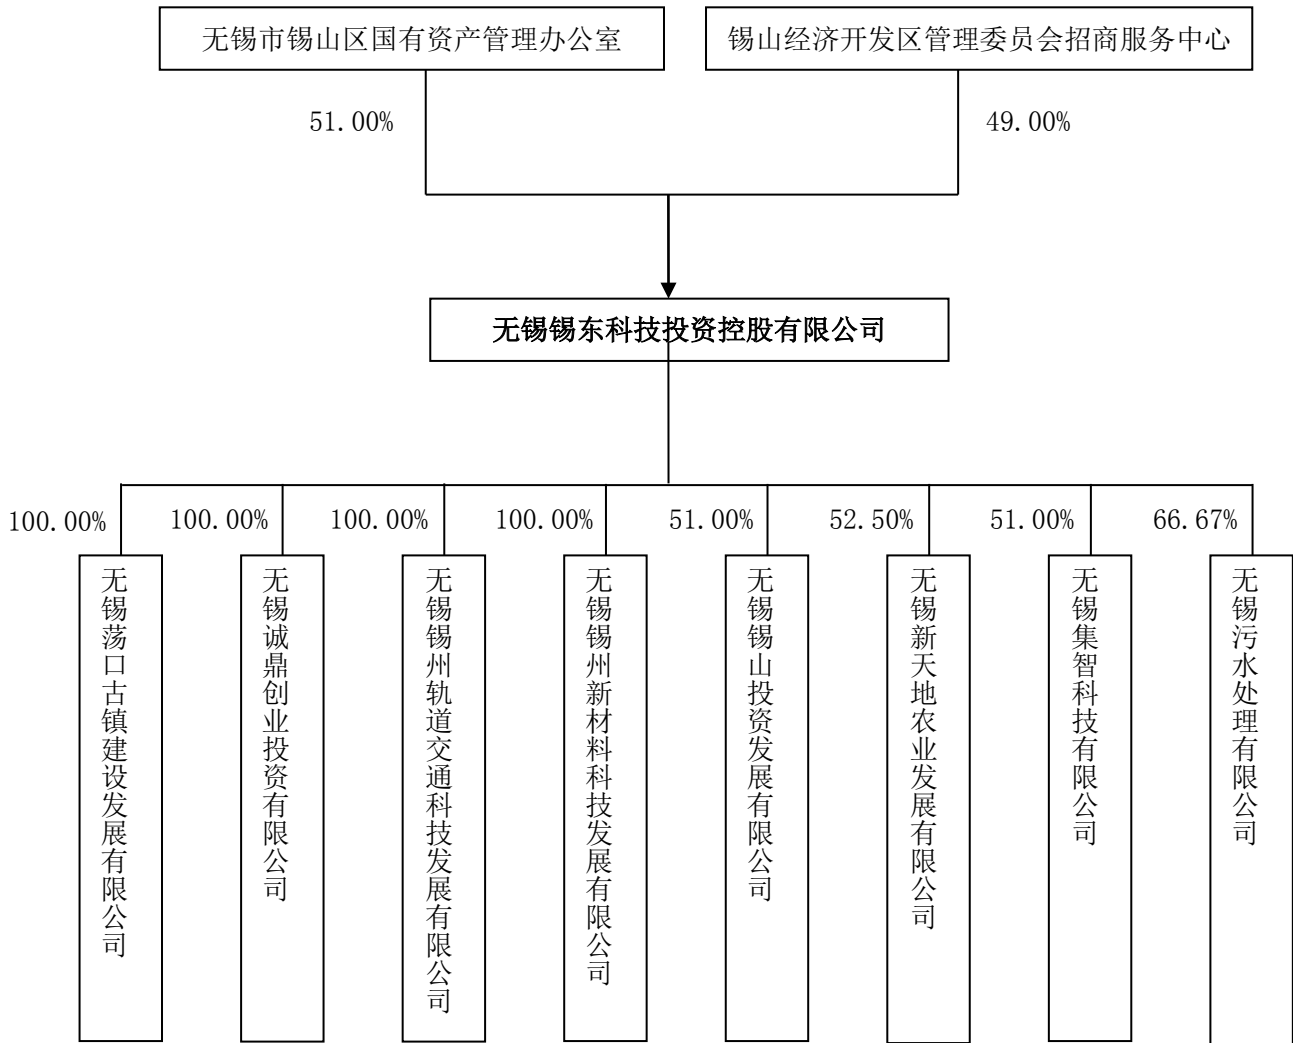 无锡市锡山区国有资产管理办公室
锡山经济开发区管理委员会招商服务中心
51.00%
49.00%
无锡锡东科技投资控股有限公司
100.00%
100.00%
100.00%
100.00%
51.00%
52.50%
51.00%
66.67%
无锡荡口古镇建设发展有限公司
无锡诚鼎创业投资有限公司
无锡锡州轨道交通科技发展有限公司
无锡锡州新材料科技发展有限公司
无锡锡山投资发展有限公司
无锡新天地农业发展有限公司
无锡集智科技有限公司
无锡污水处理有限公司